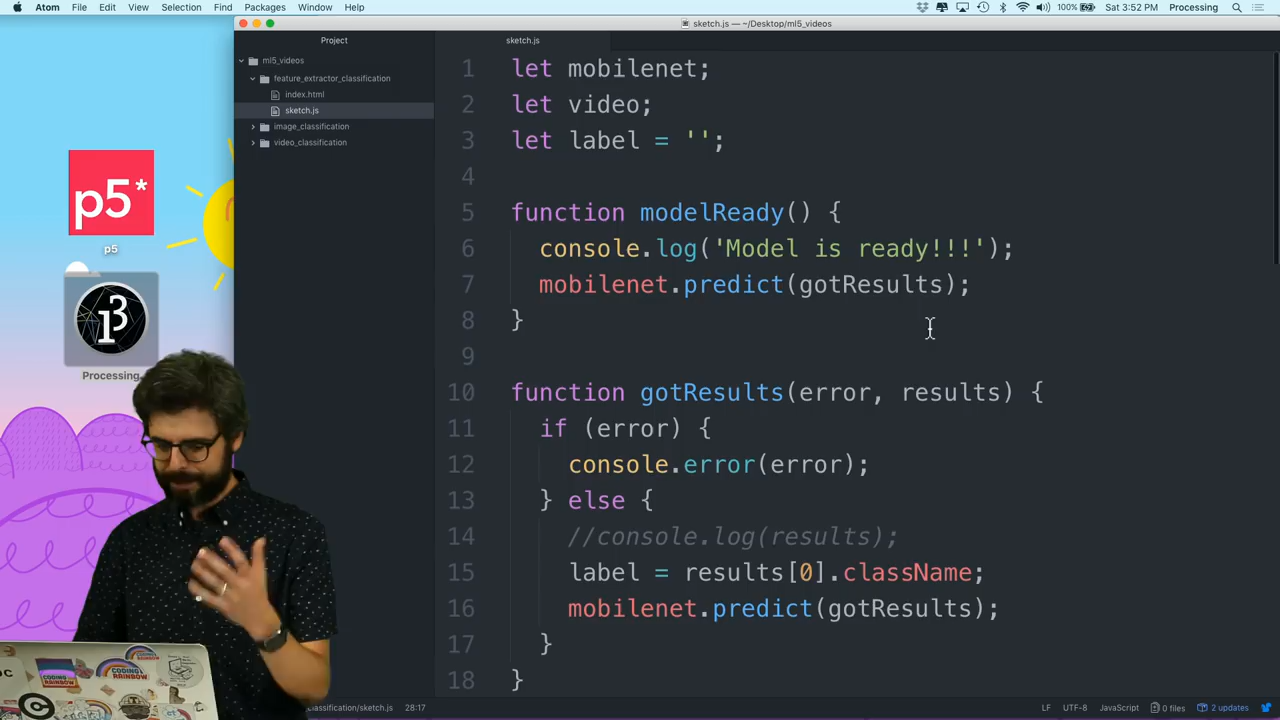 Atom File Edit View Selection Find Packages Window Help
100% Sat 3:52 PM Processing
sketch.js — ~/Desktop/ml5_videos
Project
sketch.js
ml5_videos
feature_extractor_classification
index.html
sketch.js
image_classification
video_classification
p5*
p5
Processing
1 let mobilenet;
2 let video;
3 let label = '';
4
5 function modelReady() {
6 console.log('Model is ready!!!');
7 mobilenet.predict(gotResults);
8 }
9
10 function gotResults(error, results) {
11 if (error) {
12 console.error(error);
13 } else {
14 //console.log(results);
15 label = results[0].className;
16 mobilenet.predict(gotResults);
17 }
18 }
classification/sketch.js 28:17
LF UTF-8 JavaScript 0 files 2 updates
CODING
RAINBOW